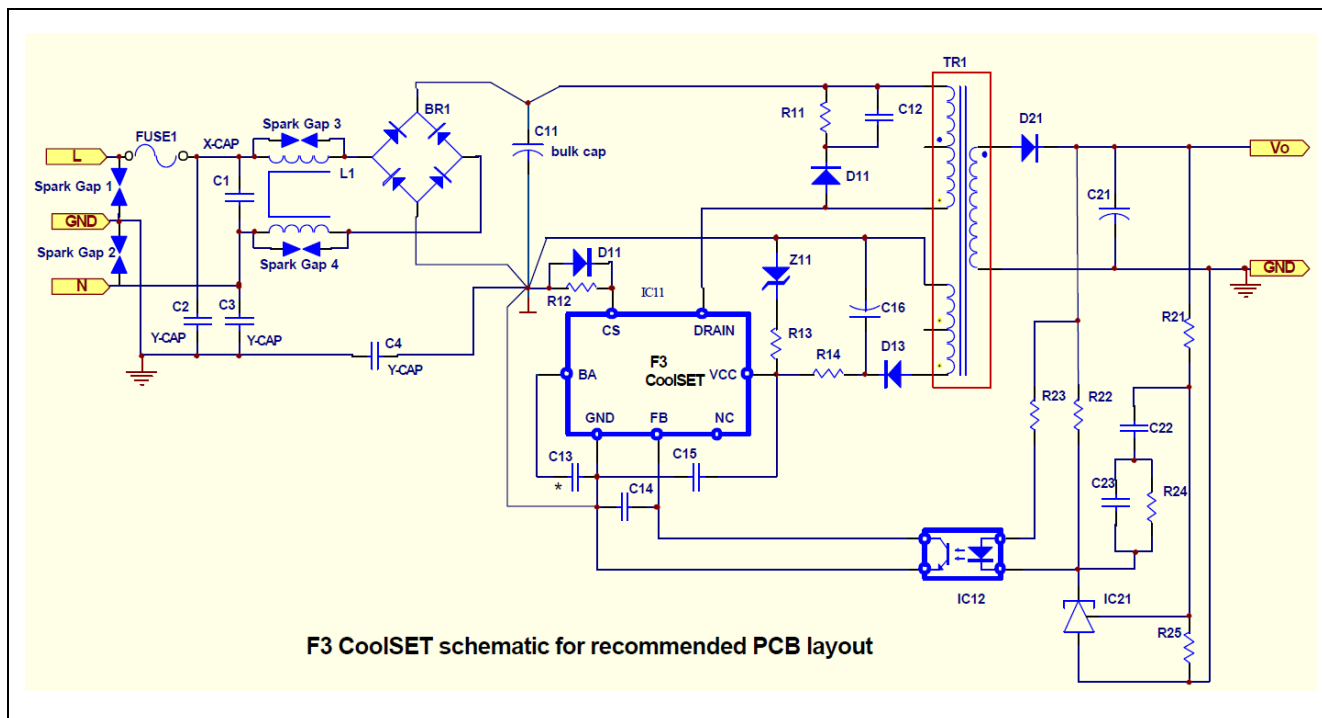 TR1
BR1
R11
C12
D21
FUSE1
Spark Gap 3
X-CAP
C11
bulk cap
L
Vo
Spark Gap 1
C1
L1
D11
C21
GND
Spark Gap 2
Spark Gap 4
D11
Z11
GND
N
R12
IC11
C16
C2
C3
CS
DRAIN
R21
Y-CAP
Y-CAP
C4
Y-CAP
F3
CoolSET
R13
R14
D13
BA
VCC
R23
R22
GND
FB
NC
C22
C13
C15
*
C14
C23
R24
IC12
IC21
R25
F3 CoolSET schematic for recommended PCB layout